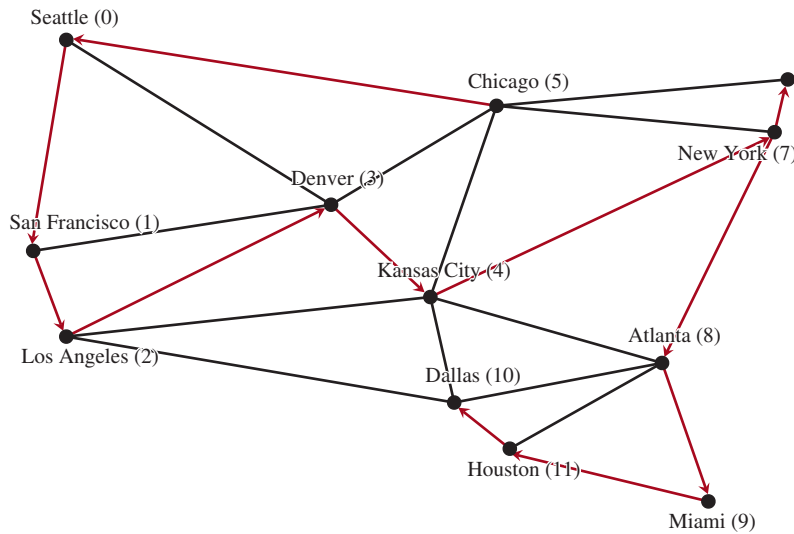 Seattle (0)
Chicago (5)
New York (7)
Denver (3)
San Francisco (1)
Kansas City (4)
Atlanta (8)
Los Angeles (2)
Dallas (10)
Houston (11)
Miami (9)